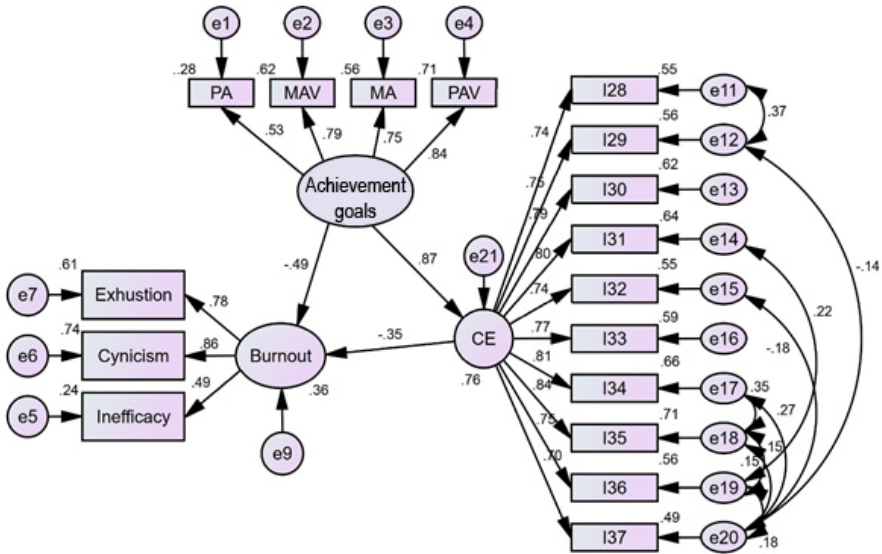 e1 e2 e3 e4
..28 .62 .56 .71
PA MAV MA PAV
.53 .79 .75 .84
Achievement
goals
-.49 .87
e21
.61
e7 Exhustion .78
.74
e6 Cynicism .86
.24
e5 Inefficacy .49
Burnout
.36
e9
-.35
CE
.76
.74 I28 .55 e11
.37
.75 I29 .56 e12
.79 I30 .62 e13
.80 I31 .64 e14
.74 I32 .55 e15
.77 I33 .59 e16
.81 I34 .66 e17
.84 I35 .71 e18
.75 I36 .56 e19
.70 I37 .49 e20
-.14
.22
-.18
.35
.27
.15
.15
.18